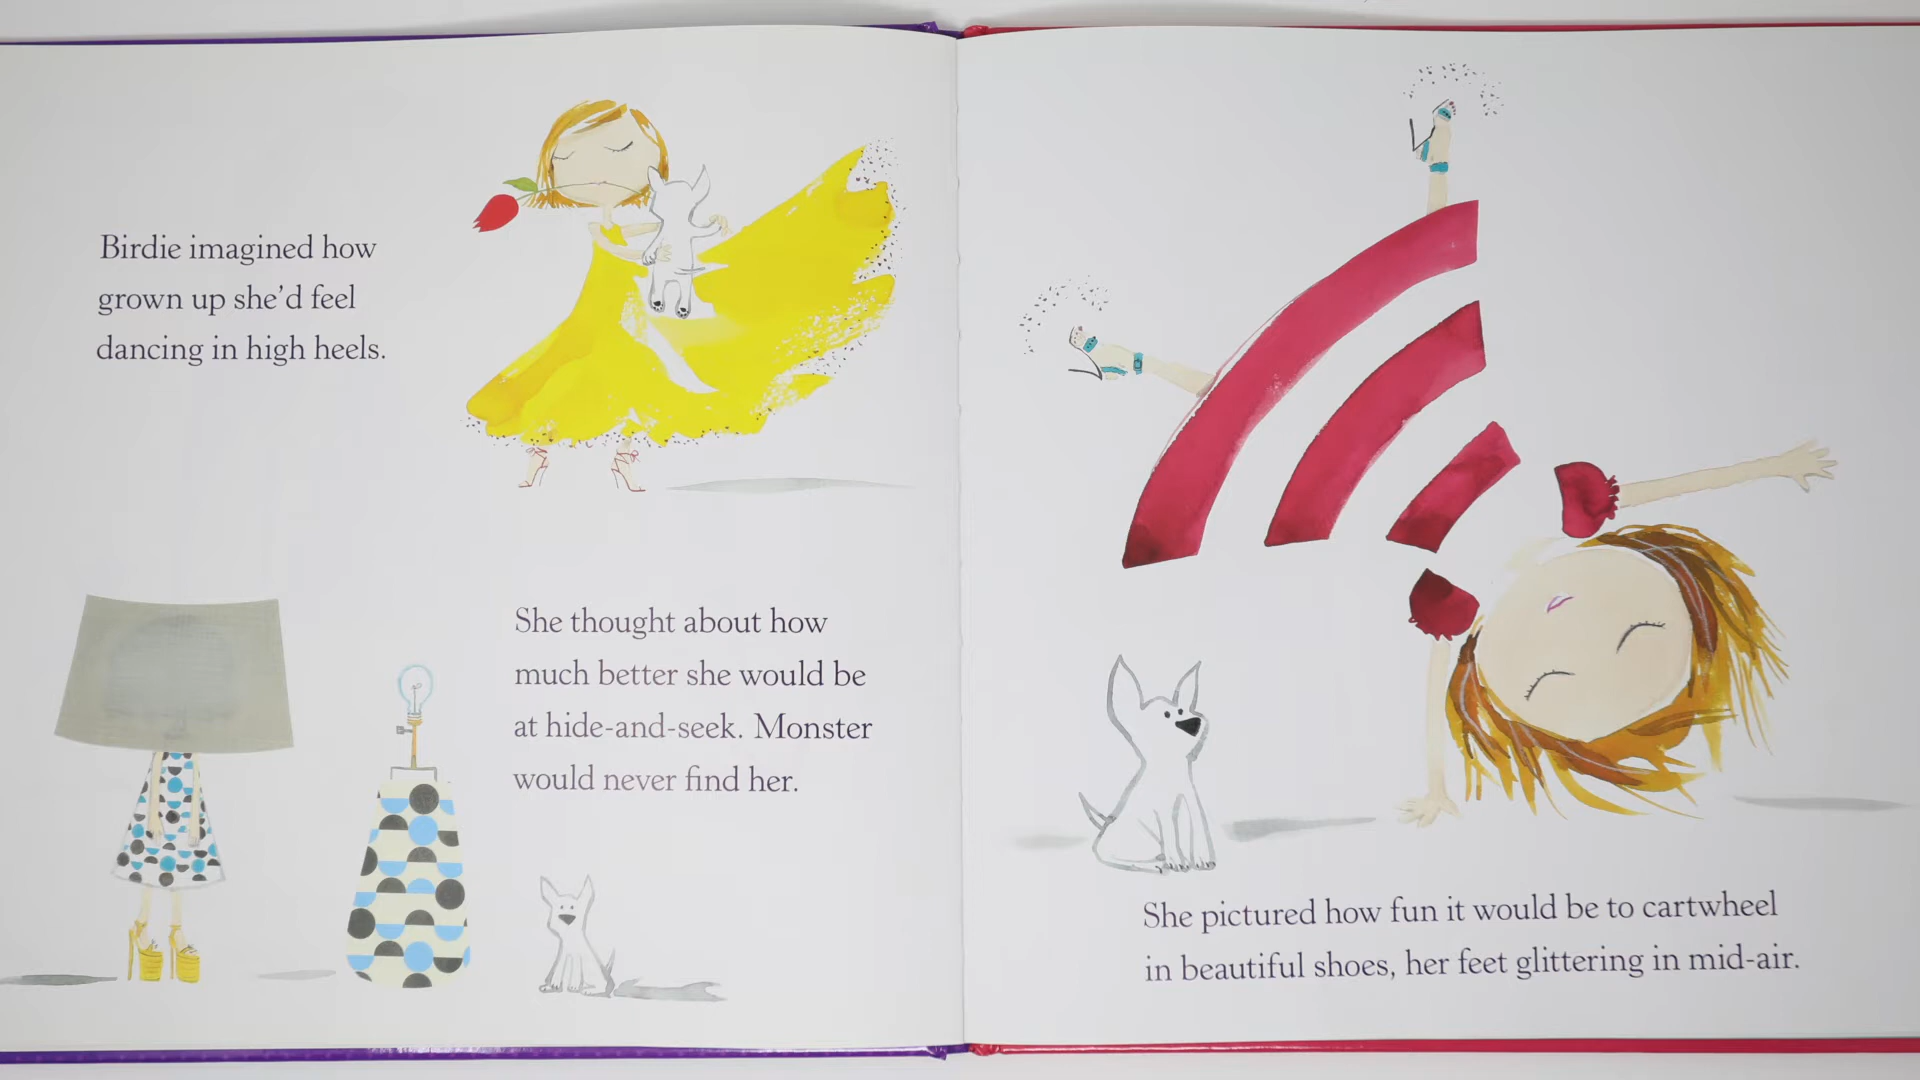 Birdie imagined how
grown up she’d feel
dancing in high heels.
She thought about how
much better she would be
at hide-and-seek. Monster
would never find her.
She pictured how fun it would be to cartwheel
in beautiful shoes, her feet glittering in mid-air.